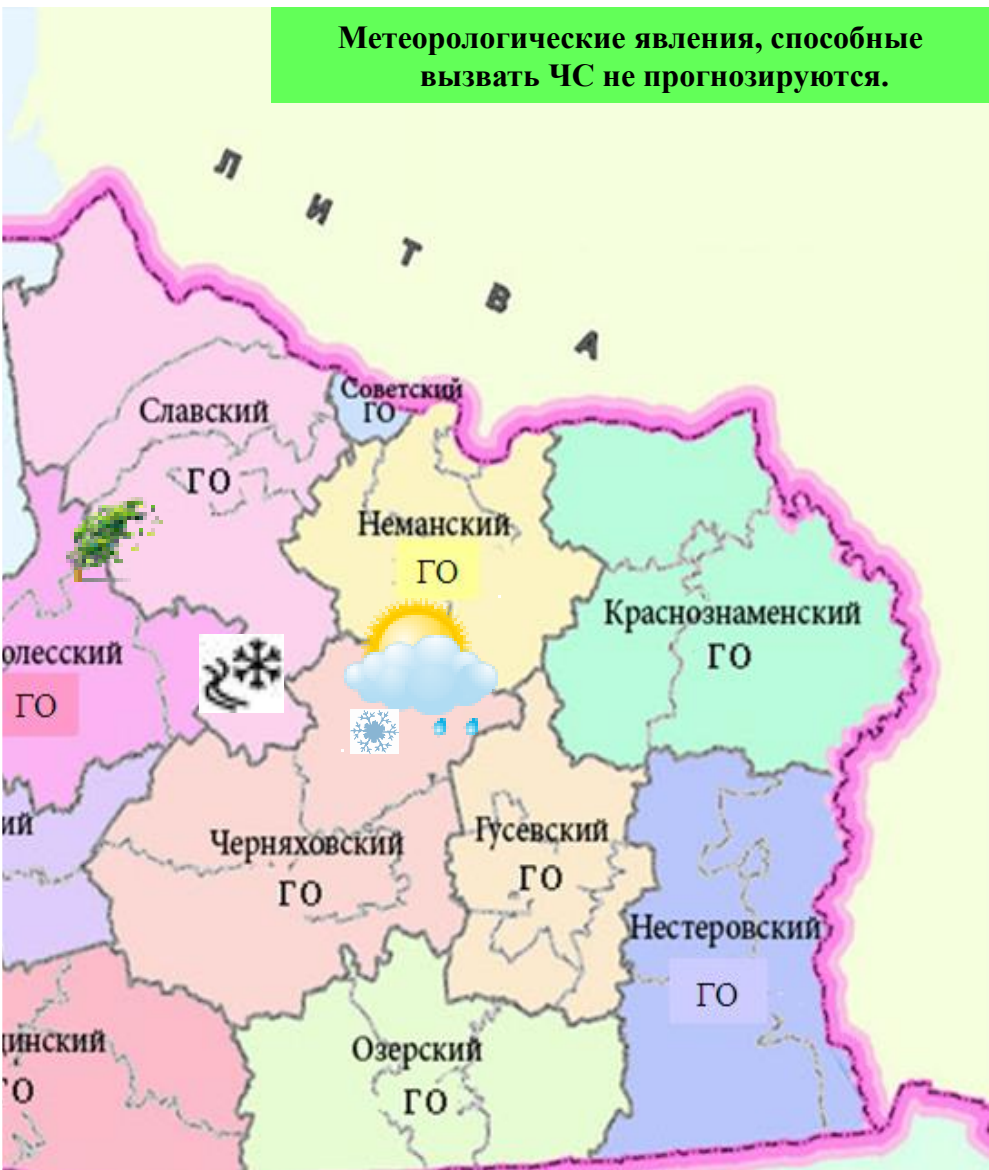 Метеорологические явления, способные
вызвать ЧС не прогнозируются.
ЛИТВА
Советский
ГО
Славский
ГО
Неманский
ГО
Краснознаменский
ГО
олесский
ГО
ий
Черняховский
ГО
Гусевский
ГО
Нестеровский
ГО
динский
ГО
Озерский
ГО